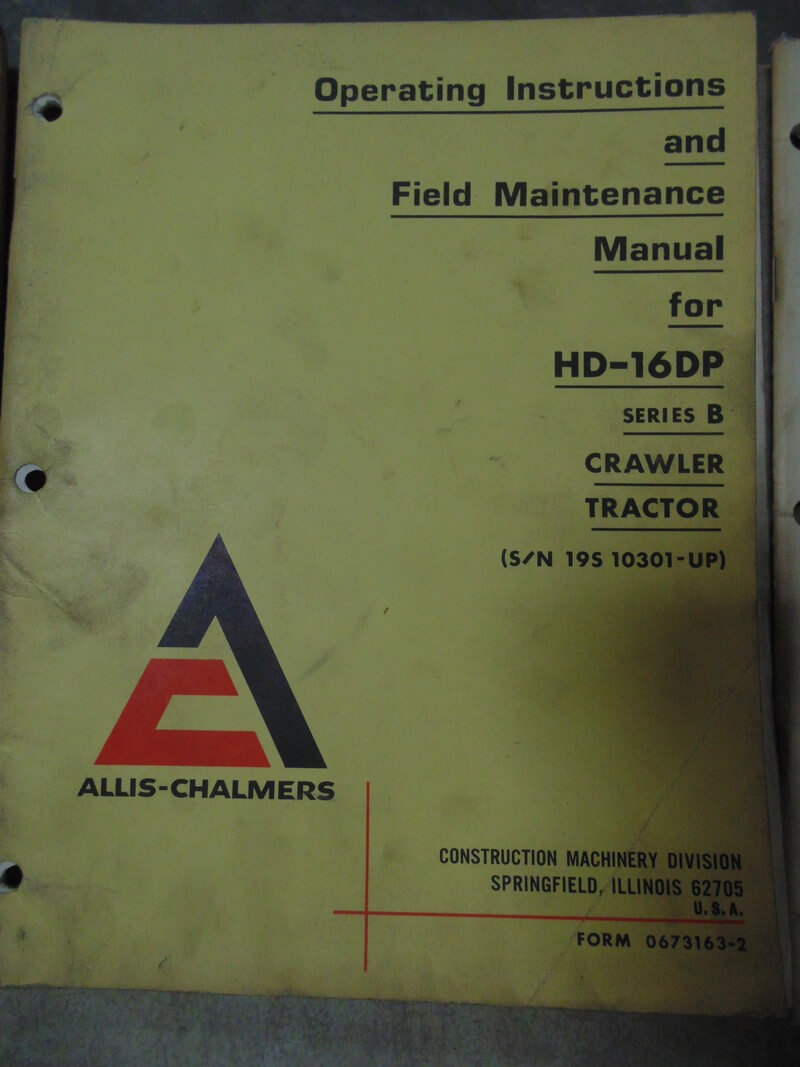 Operating Instructions
and
Field Maintenance
Manual
for
HD-16DP
SERIES B
CRAWLER
TRACTOR
(S/N 19S 10301-UP)
ALLIS-CHALMERS
CONSTRUCTION MACHINERY DIVISION
SPRINGFIELD, ILLINOIS 62705
U.S.A.
FORM 0673163-2